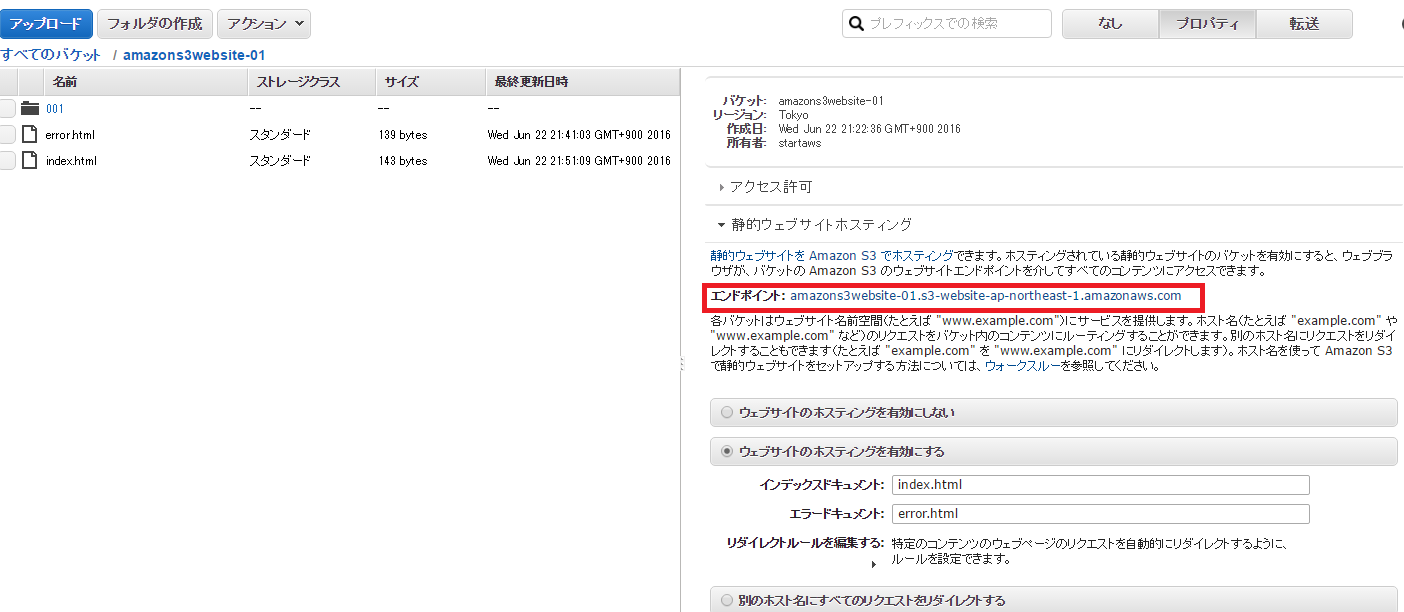 アップロード フォルダの作成 アクション プレフィックスでの検索 なし プロパティ 転送
すべてのバケット / amazons3website-01
名前 ストレージクラス サイズ 最終更新日時
001 -- -- --
error.html スタンダード 139 bytes Wed Jun 22 21:41:03 GMT+900 2016
index.html スタンダード 143 bytes Wed Jun 22 21:51:09 GMT+900 2016
バケット: amazons3website-01
リージョン: Tokyo
作成日: Wed Jun 22 21:22:36 GMT+900 2016
所有者: startaws
アクセス許可
静的ウェブサイトホスティング
静的ウェブサイトを Amazon S3 でホスティングできます。ホスティングされている静的ウェブサイトのバケットを有効にすると、ウェブブラ
ウザが、バケットの Amazon S3 のウェブサイトエンドポイントを介してすべてのコンテンツにアクセスできます。
エンドポイント: amazons3website-01.s3-website-ap-northeast-1.amazonaws.com
各バケットはウェブサイト名前空間(たとえば "www.example.com")にサービスを提供します。ホスト名(たとえば "example.com" や
"www.example.com" など)のリクエストをバケット内のコンテンツにルーティングすることができます。別のホスト名にリクエストをリダイ
レクトすることもできます(たとえば "example.com" を "www.example.com" にリダイレクトします)。ホスト名を使って Amazon S3
で静的ウェブサイトをセットアップする方法については、ウォークスルーを参照してください。
ウェブサイトのホスティングを有効にしない
ウェブサイトのホスティングを有効にする
インデックスドキュメント: index.html
エラードキュメント: error.html
リダイレクトルールを編集する: 特定のコンテンツのウェブページのリクエストを自動的にリダイレクトするように、
ルールを設定できます。
別のホスト名にすべてのリクエストをリダイレクトする